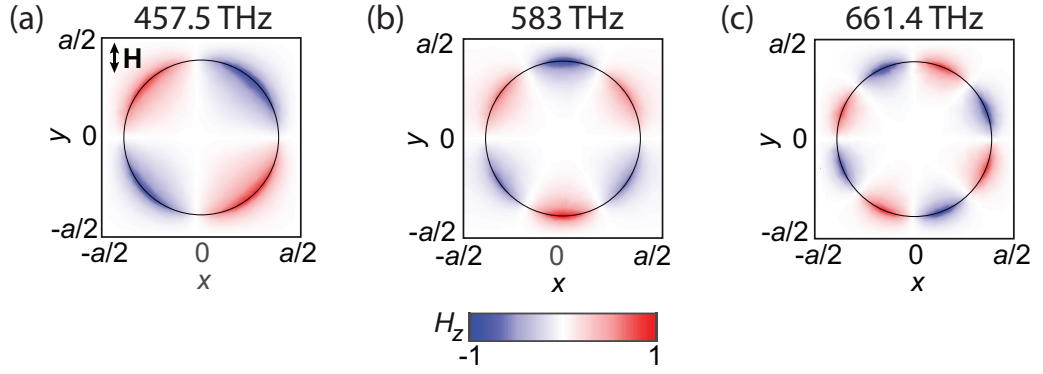 (a) 457.5 THz (b) 583 THz (c) 661.4 THz
a/2 a/2 a/2
H
y 0 y 0 y 0
-a/2 -a/2 -a/2
-a/2 0 a/2 -a/2 0 a/2 -a/2 0 a/2
x x x
H_z
-1 1